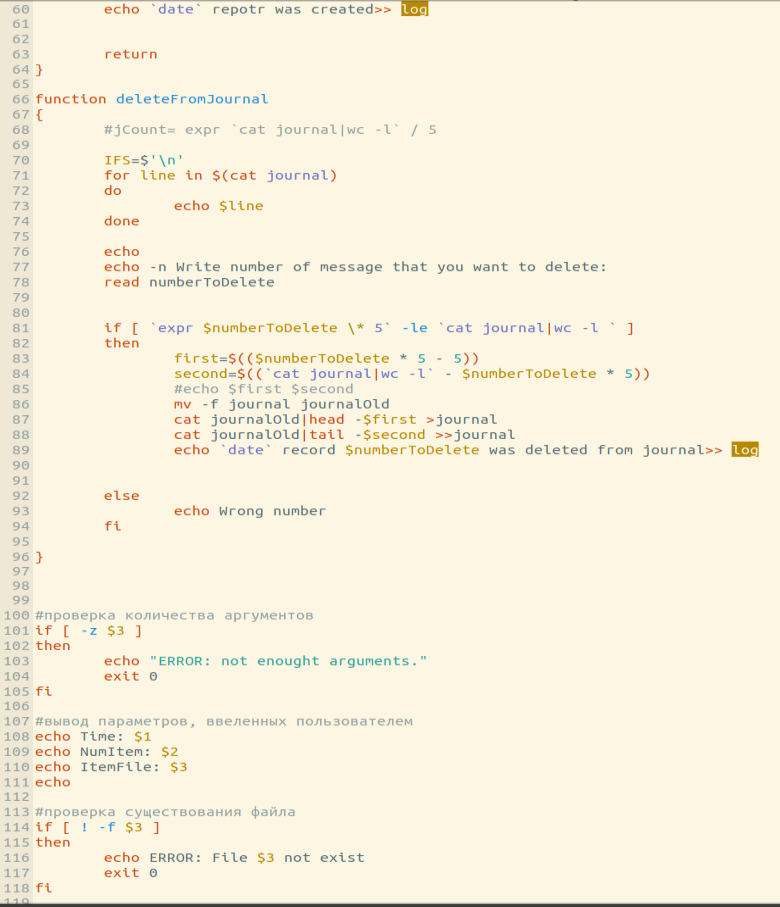 60 echo `date` repotr was created>> log
61
62
63 return
64 }
65
66 function deleteFromJournal
67 {
68 #jCount= expr `cat journal|wc -l` / 5
69
70 IFS=$'\n'
71 for line in $(cat journal)
72 do
73 echo $line
74 done
75
76 echo
77 echo -n Write number of message that you want to delete:
78 read numberToDelete
79
80
81 if [ `expr $numberToDelete \* 5` -le `cat journal|wc -l ` ]
82 then
83 first=$(($numberToDelete * 5 - 5))
84 second=$((`cat journal|wc -l` - $numberToDelete * 5))
85 #echo $first $second
86 mv -f journal journalOld
87 cat journalOld|head -$first >journal
88 cat journalOld|tail -$second >>journal
89 echo `date` record $numberToDelete was deleted from journal>> log
90
91
92 else
93 echo Wrong number
94 fi
95
96 }
97
98
99
100 #проверка количества аргументов
101 if [ -z $3 ]
102 then
103 echo "ERROR: not enought arguments."
104 exit 0
105 fi
106
107 #вывод параметров, ввеленных пользователем
108 echo Time: $1
109 echo NumItem: $2
110 echo ItemFile: $3
111 echo
112
113 #проверка существования файла
114 if [ ! -f $3 ]
115 then
116 echo ERROR: File $3 not exist
117 exit 0
118 fi
119